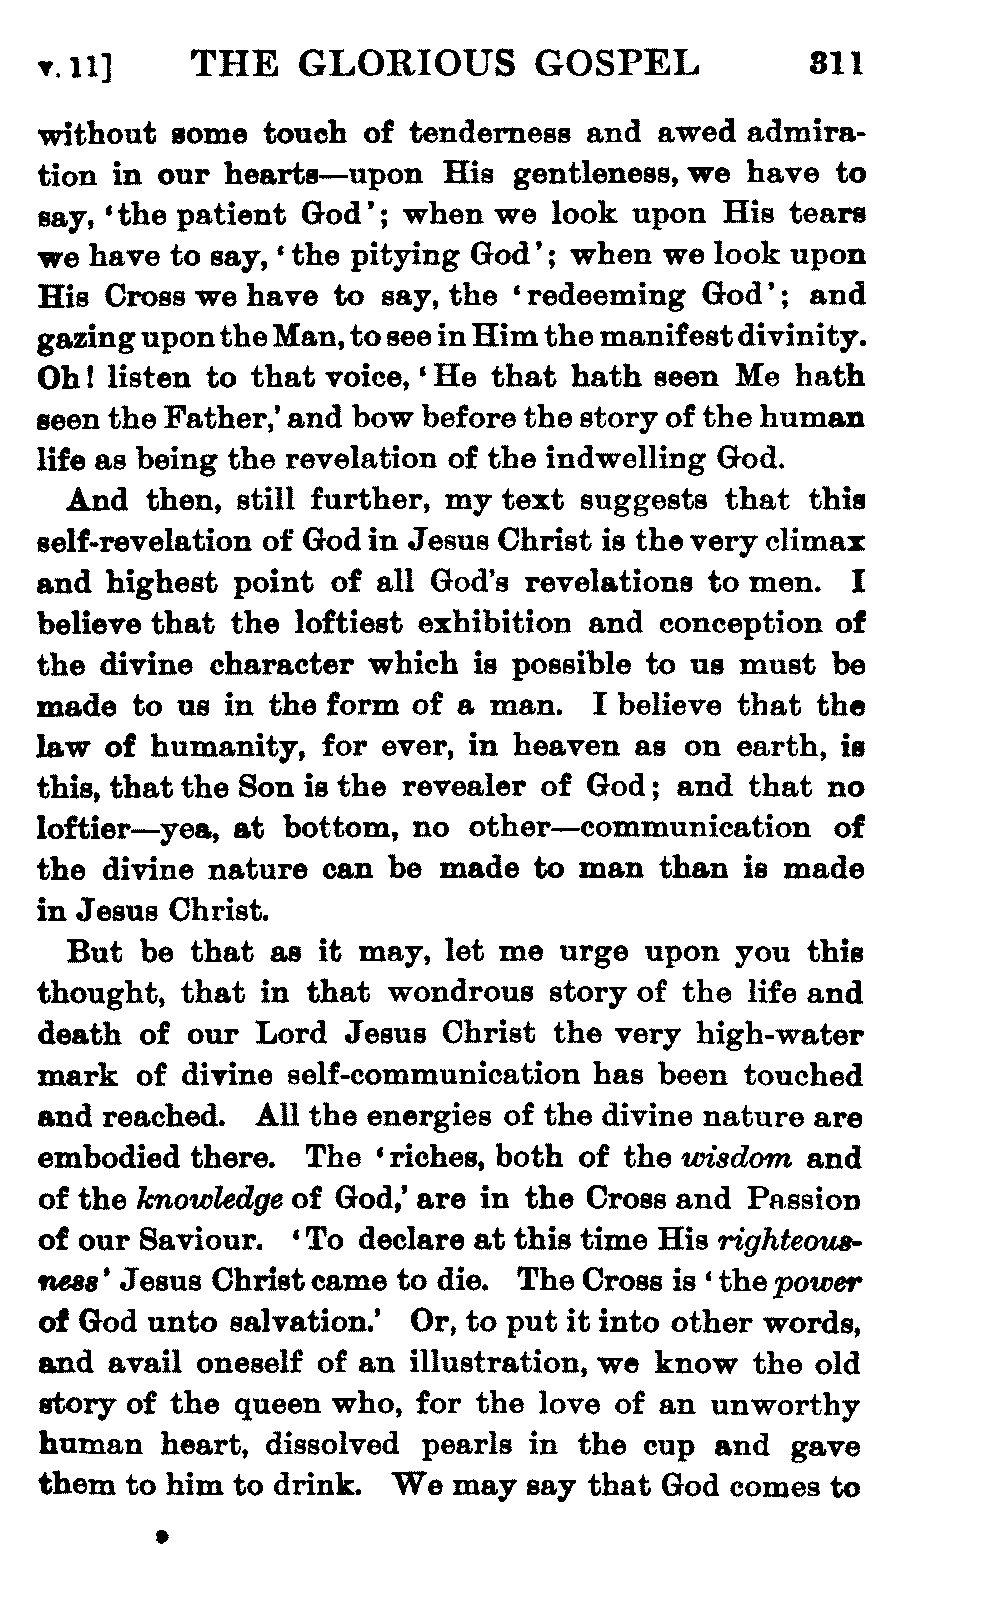 v. 11] THE GLORIOUS GOSPEL 311
without some touch of tenderness and awed admira-
tion in our hearts—upon His gentleness, we have to
say, ‘the patient God’; when we look upon His tears
we have to say, ‘the pitying God’; when we look upon
His Cross we have to say, the ‘redeeming God’; and
gazing upon the Man, to see in Him the manifest divinity.
Oh! listen to that voice, ‘He that hath seen Me hath
seen the Father,’ and bow before the story of the human
life as being the revelation of the indwelling God.
And then, still further, my text suggests that this
self-revelation of God in Jesus Christ is the very climax
and highest point of all God's revelations to men. I
believe that the loftiest exhibition and conception of
the divine character which is possible to us must be
made to us in the form of a man. I believe that the
law of humanity, for ever, in heaven as on earth, is
this, that the Son is the revealer of God; and that no
loftier—yea, at bottom, no other—communication of
the divine nature can be made to man than is made
in Jesus Christ.
But be that as it may, let me urge upon you this
thought, that in that wondrous story of the life and
death of our Lord Jesus Christ the very high-water
mark of divine self-communication has been touched
and reached. All the energies of the divine nature are
embodied there. The ‘riches, both of the wisdom and
of the knowledge of God,’ are in the Cross and Passion
of our Saviour. ‘To declare at this time His righteous-
ness’ Jesus Christ came to die. The Cross is ‘the power
of God unto salvation.’ Or, to put it into other words,
and avail oneself of an illustration, we know the old
story of the queen who, for the love of an unworthy
human heart, dissolved pearls in the cup and gave
them to him to drink. We may say that God comes to